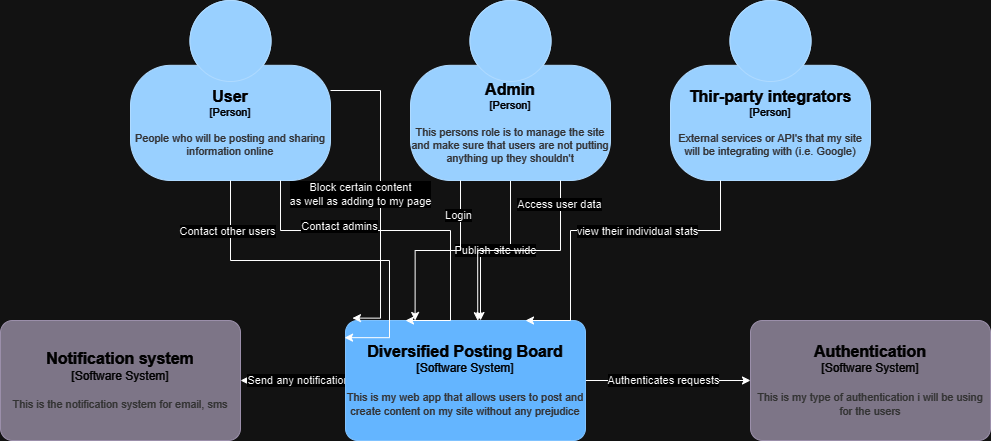 User
[Person]
People who will be posting and sharing
information online
Admin
[Person]
This persons role is to manage the site
and make sure that users are not putting
anything up they shouldn't
Thir-party integrators
[Person]
External services or API's that my site
will be integrating with (i.e. Google)
Block certain content
as well as adding to my page
Contact other users
Contact admins
Login
Access user data
Publish site wide
view their individual stats
Notification system
[Software System]
This is the notification system for email, sms
Send any notification
Diversified Posting Board
[Software System]
This is my web app that allows users to post and
create content on my site without any prejudice
Authenticates requests
Authentication
[Software System]
This is my type of authentication i will be using
for the users